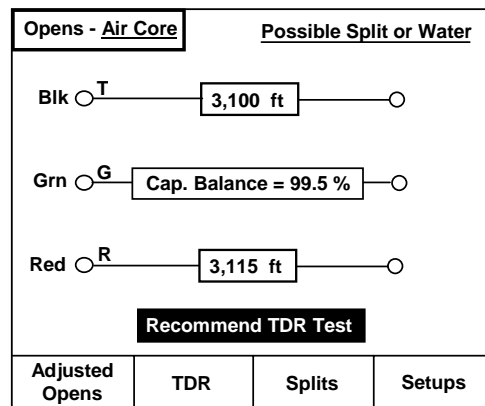 Opens - Air Core
Possible Split or Water
Blk T 3,100 ft
Grn G Cap. Balance = 99.5 %
Red R 3,115 ft
Recommend TDR Test
Adjusted Opens TDR Splits Setups